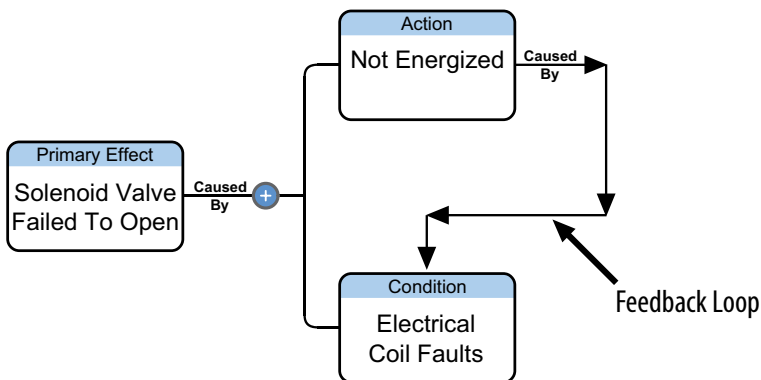 Action
Not Energized
Caused
By
Primary Effect
Solenoid Valve
Failed To Open
Caused
By
+
Condition
Electrical
Coil Faults
Feedback Loop